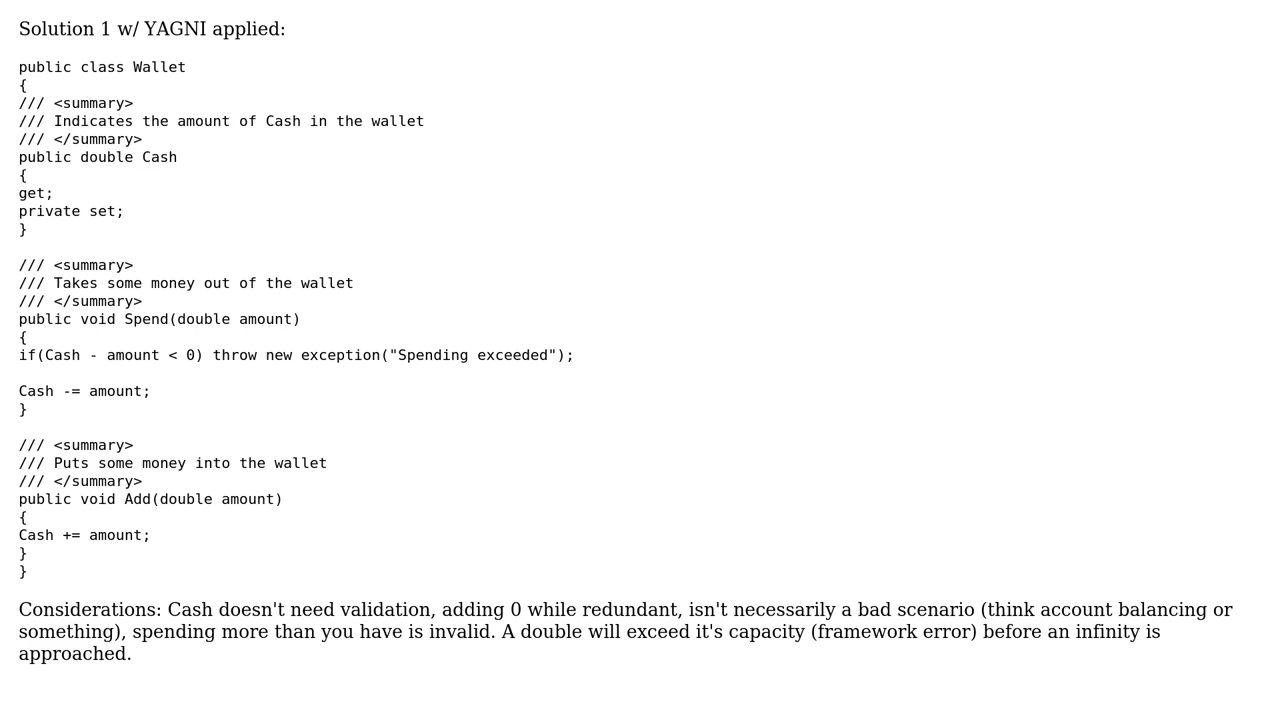 Solution 1 w/ YAGNI applied:
public class Wallet
{
/// <summary>
/// Indicates the amount of Cash in the wallet
/// </summary>
public double Cash
{
get;
private set;
}
/// <summary>
/// Takes some money out of the wallet
/// </summary>
public void Spend(double amount)
{
if(Cash - amount < 0) throw new exception("Spending exceeded");
Cash -= amount;
}
/// <summary>
/// Puts some money into the wallet
/// </summary>
public void Add(double amount)
{
Cash += amount;
}
}
Considerations: Cash doesn't need validation, adding 0 while redundant, isn't necessarily a bad scenario (think account balancing or
something), spending more than you have is invalid. A double will exceed it's capacity (framework error) before an infinity is
approached.